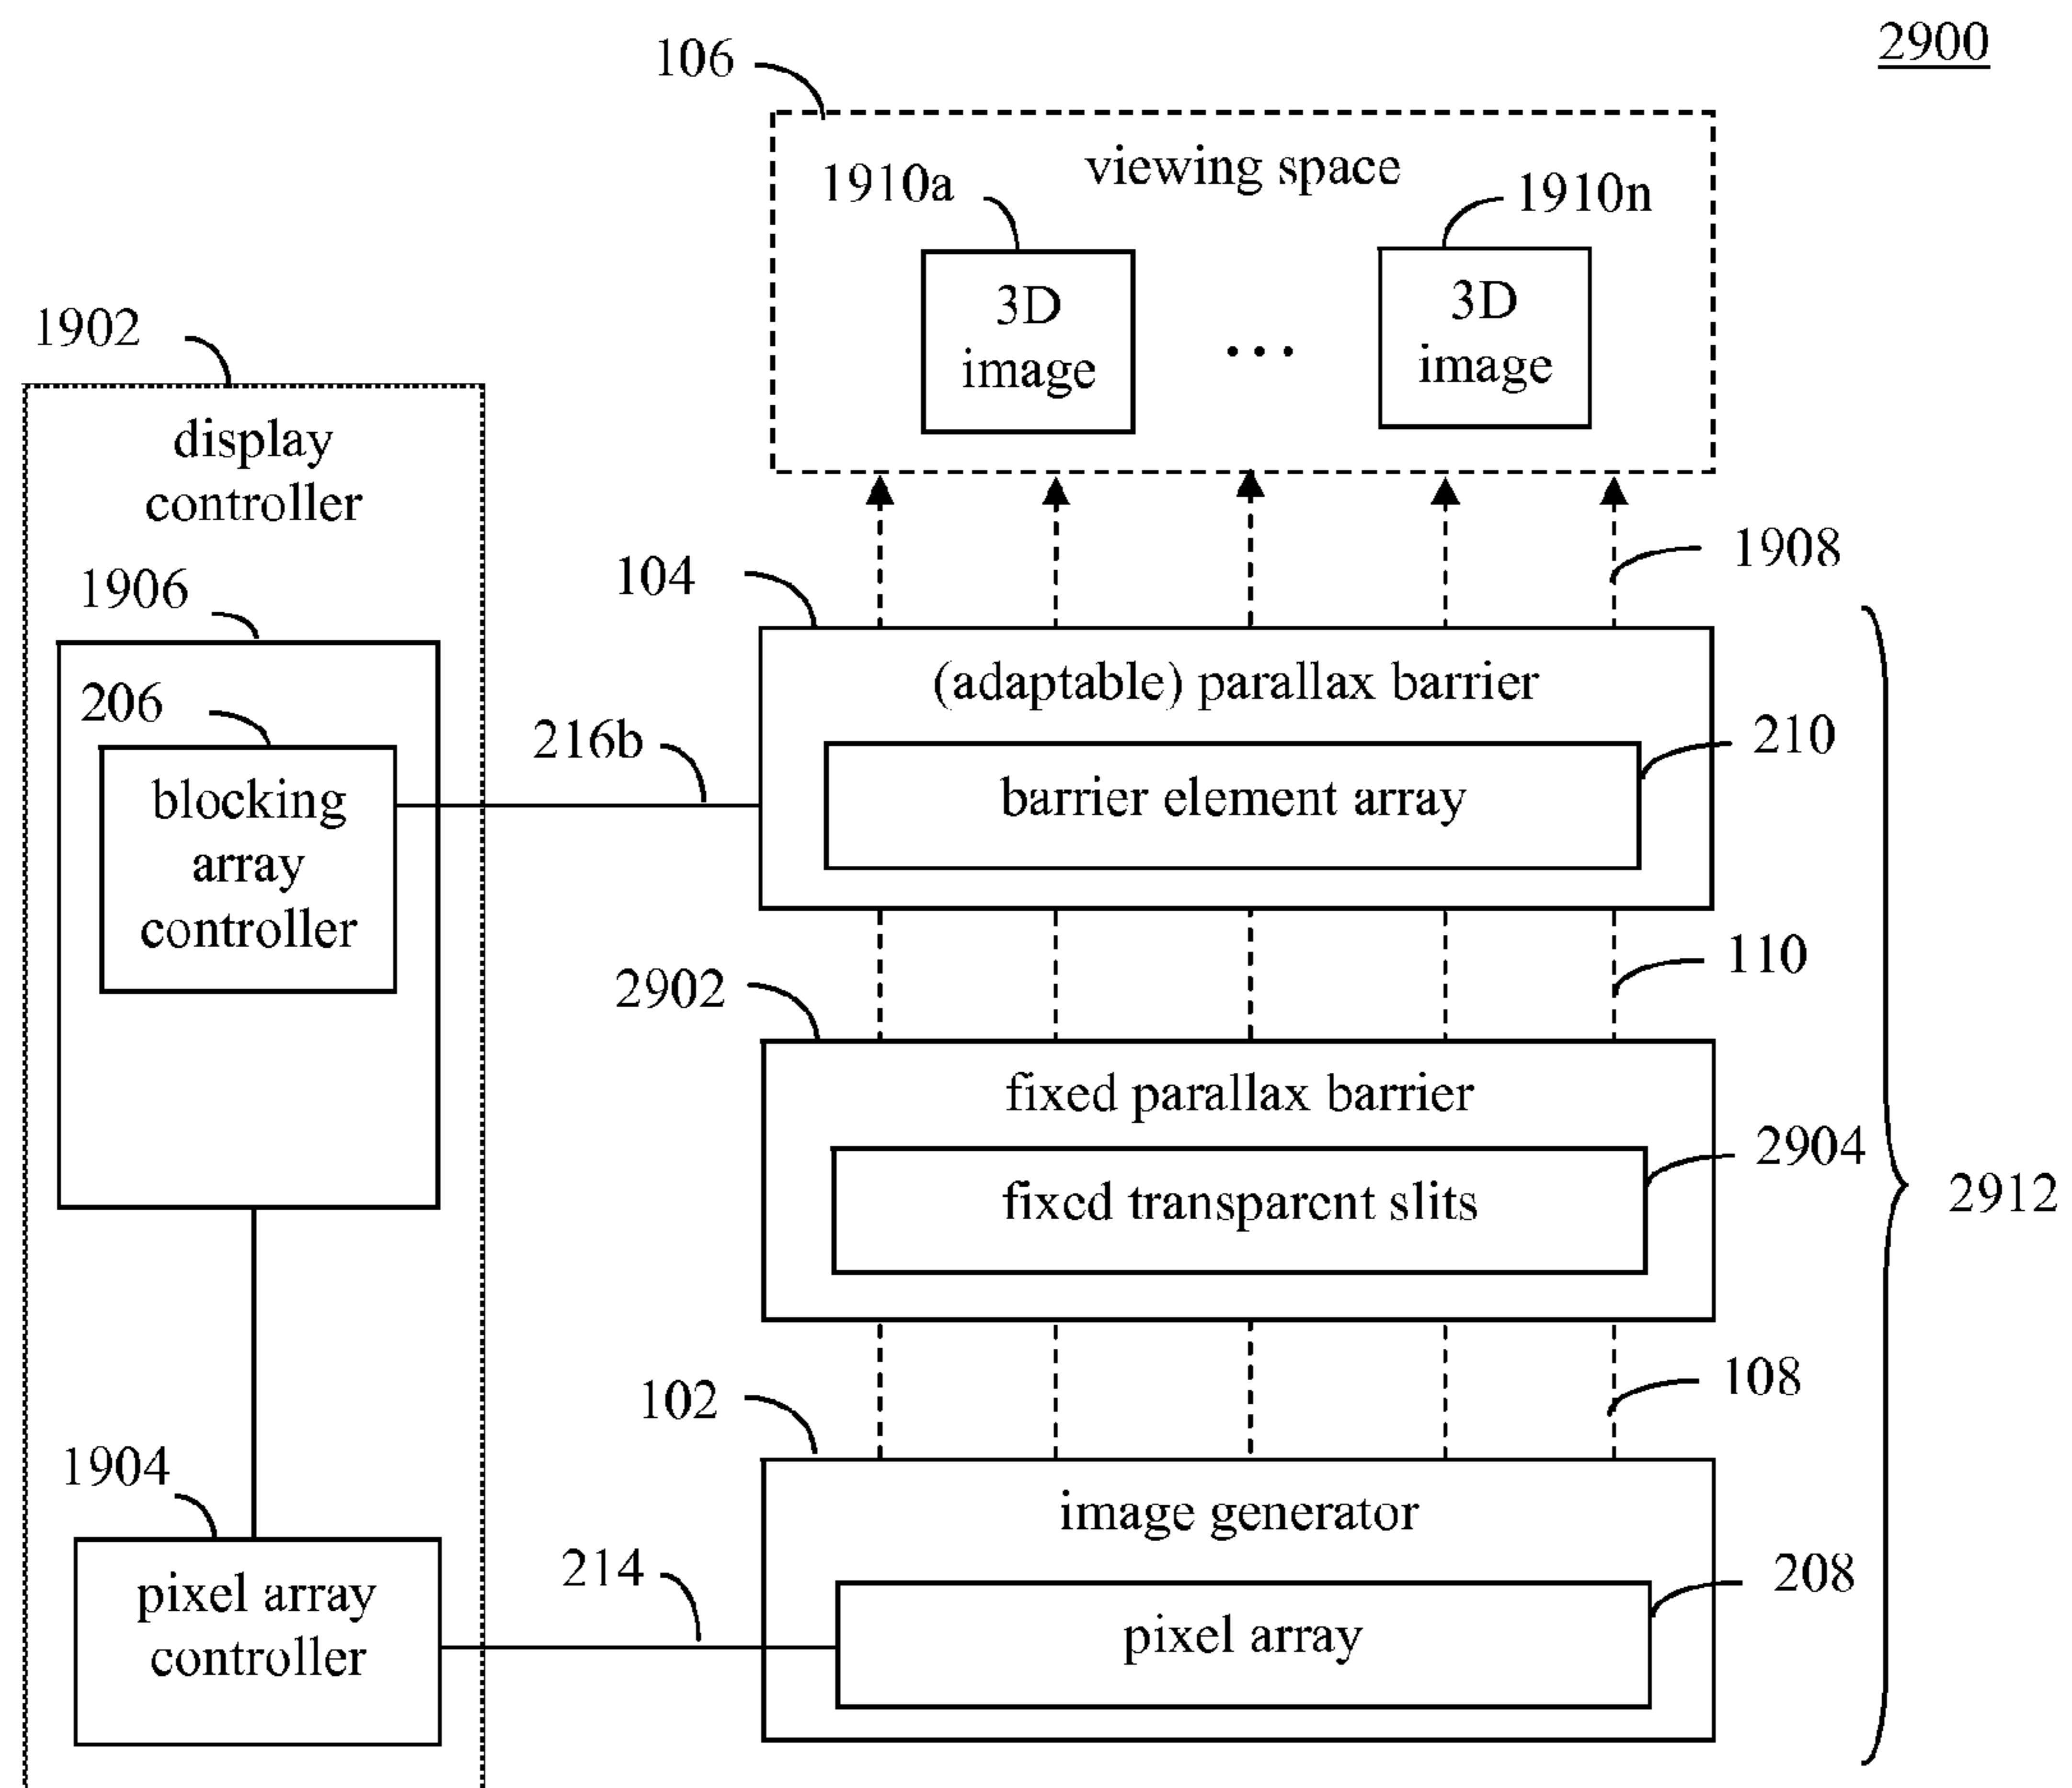 2900
106
viewing space
1910a
1910n
3D
image
...
3D
image
1902
display
controller
1908
104
1906
(adaptable) parallax barrier
206
216b
210
blocking
array
controller
barrier element array
110
2902
fixed parallax barrier
2904
fixed transparent slits
2912
108
102
1904
image generator
214
208
pixel array
controller
pixel array